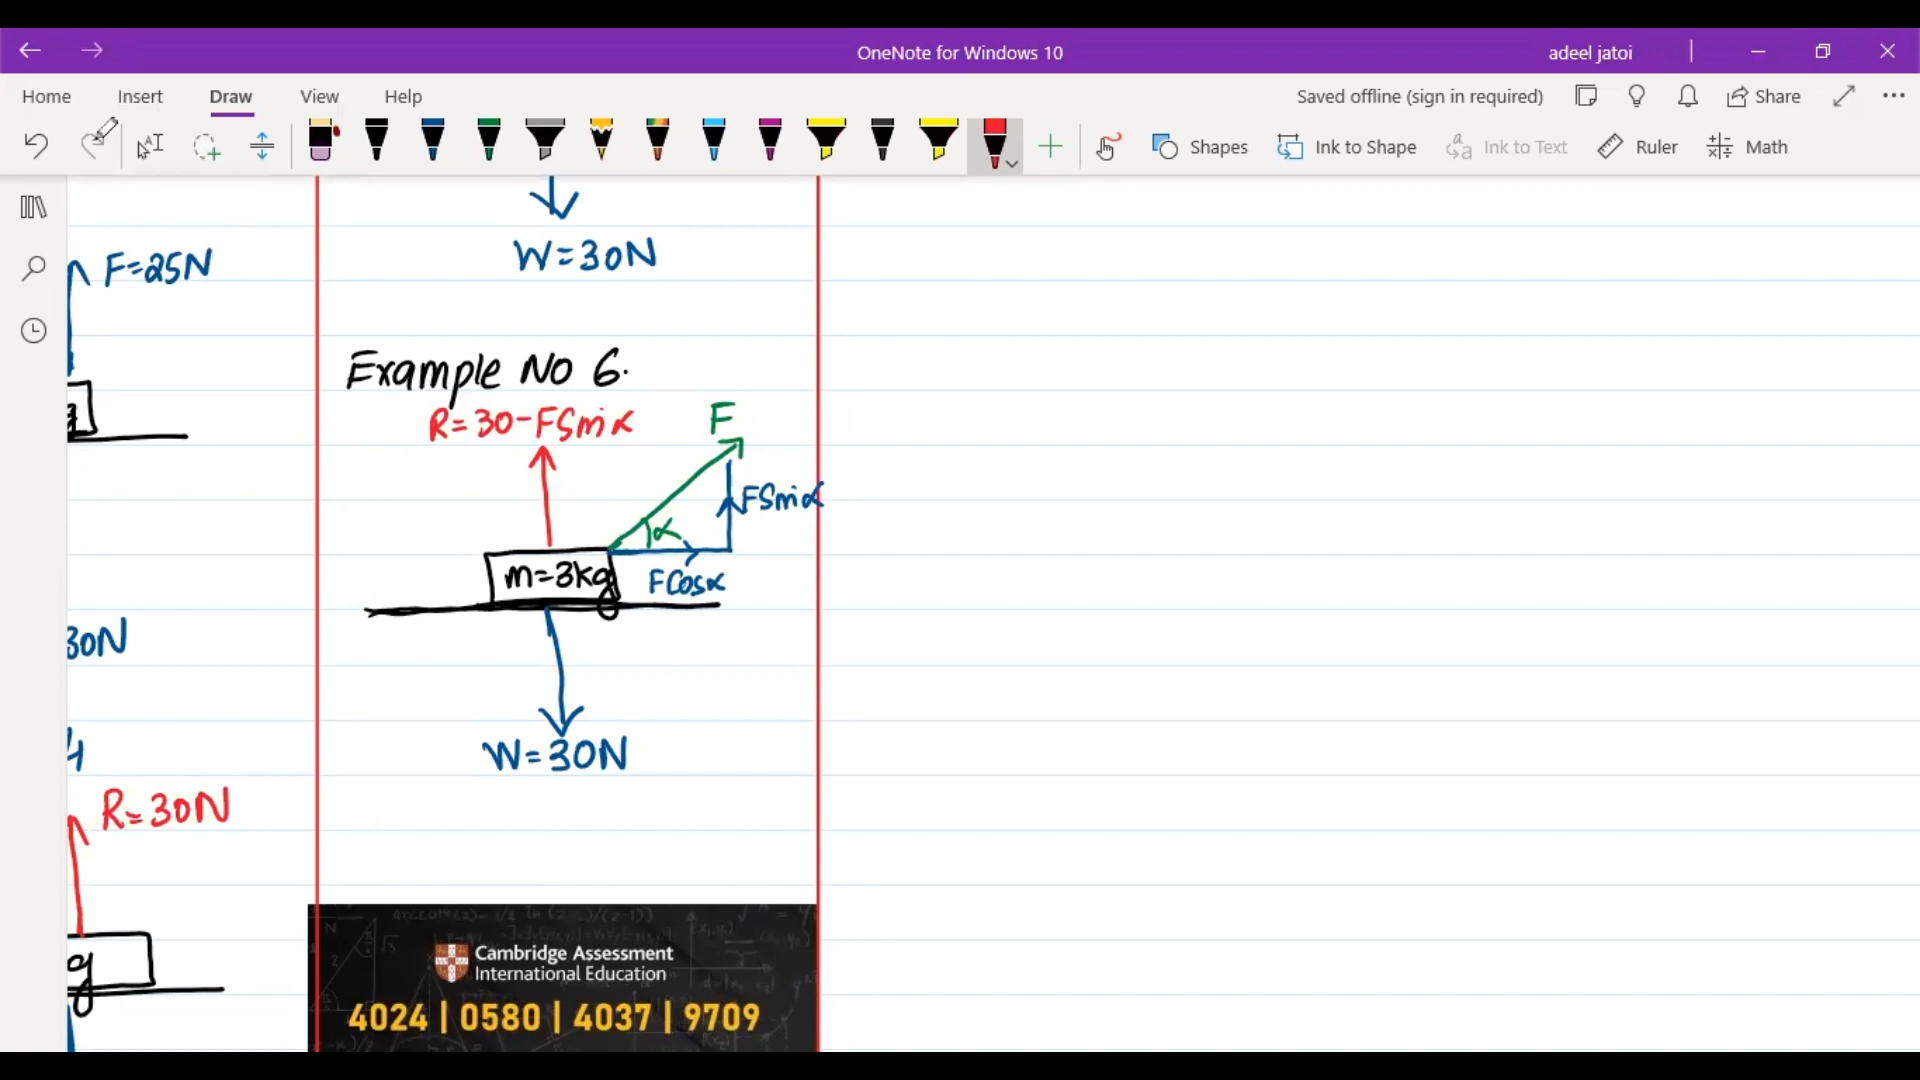 OneNote for Windows 10
adeel jatoi
Home Insert Draw View Help
Saved offline (sign in required)
Share
Shapes
Ink to Shape
Ink to Text
Ruler
Math
W=30N
F=25N
Example No 6.
R=30-FSinα
F
FSinα
α
m=3kg
FCosα
30N
W=30N
R=30N
g
Cambridge Assessment
International Education
4024 | 0580 | 4037 | 9709